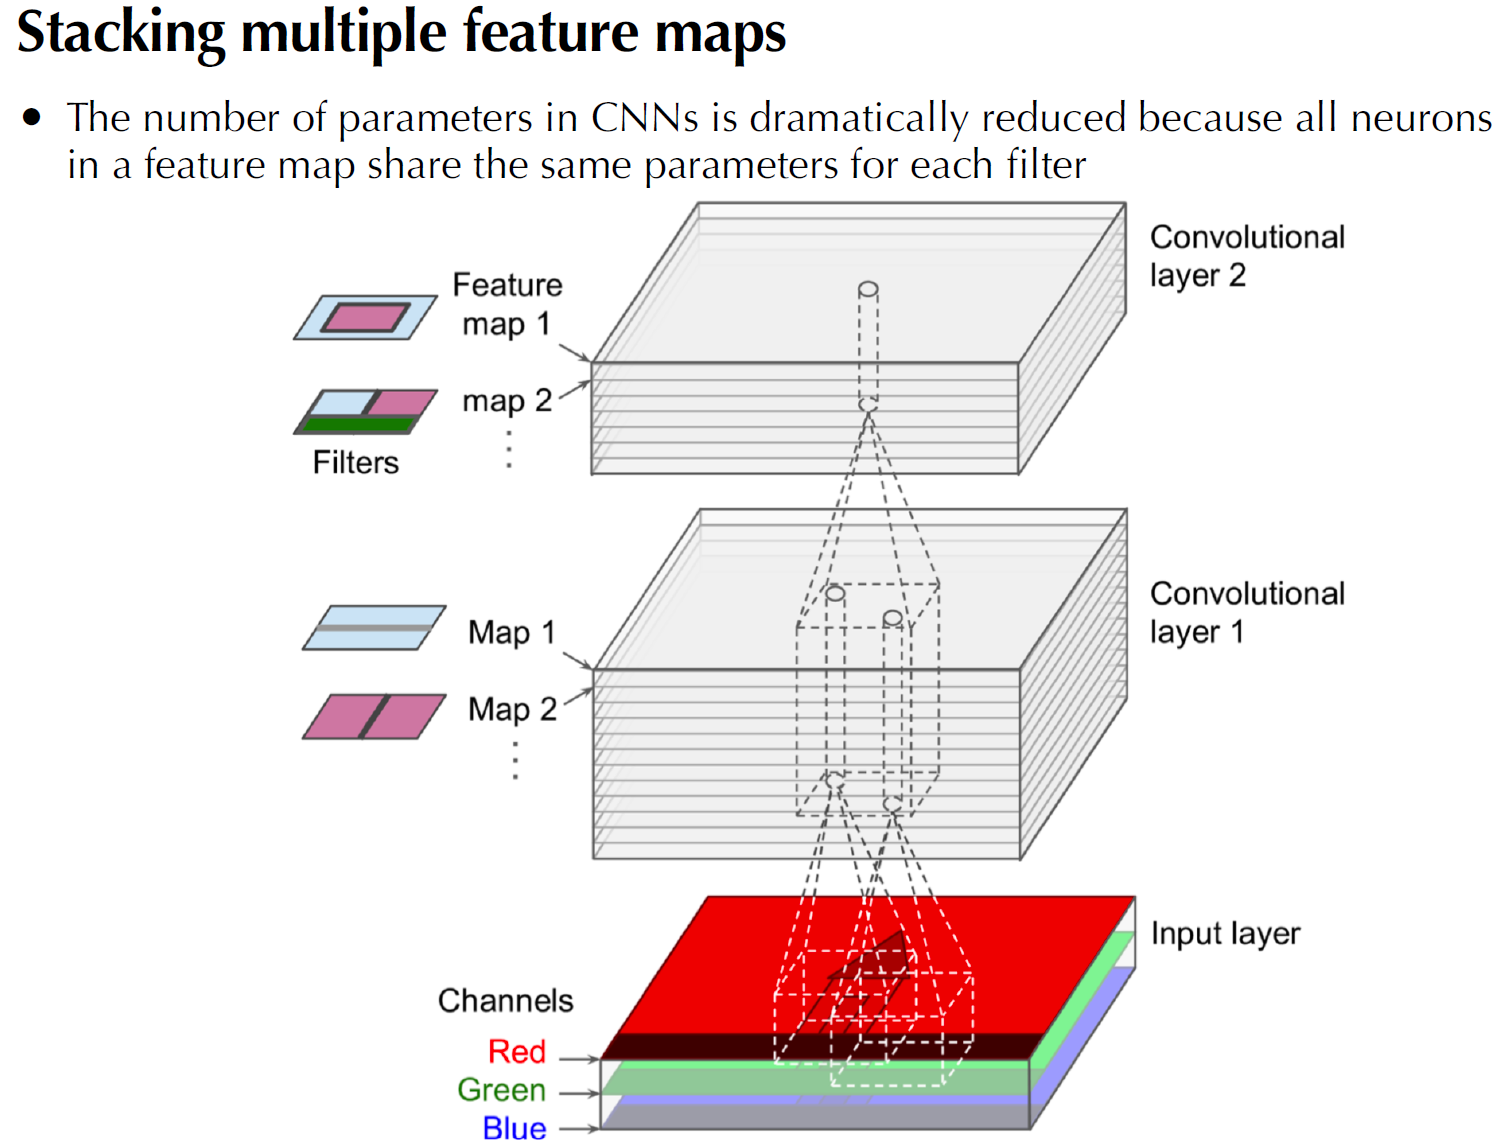 Stacking multiple feature maps
• The number of parameters in CNNs is dramatically reduced because all neurons
in a feature map share the same parameters for each filter
Convolutional
layer 2
Feature
map 1
map 2
Filters
Convolutional
layer 1
Map 1
Map 2
Input layer
Channels
Red
Green
Blue